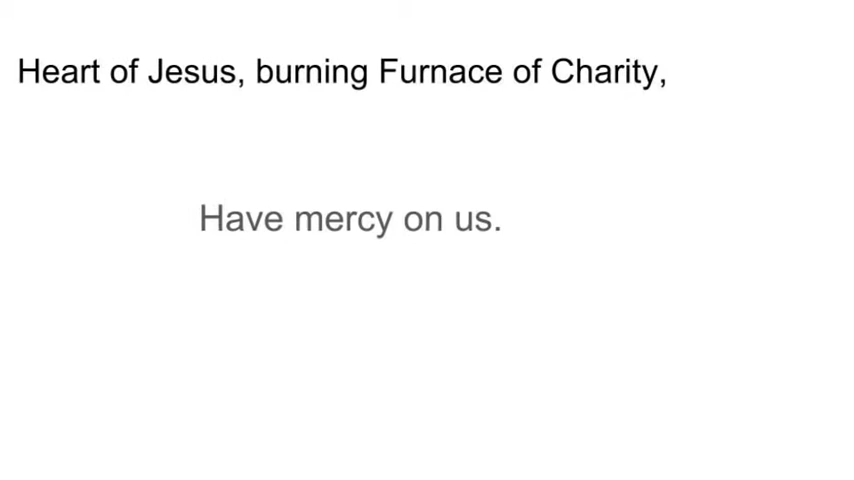 Heart of Jesus, burning Furnace of Charity,
Have mercy on us.